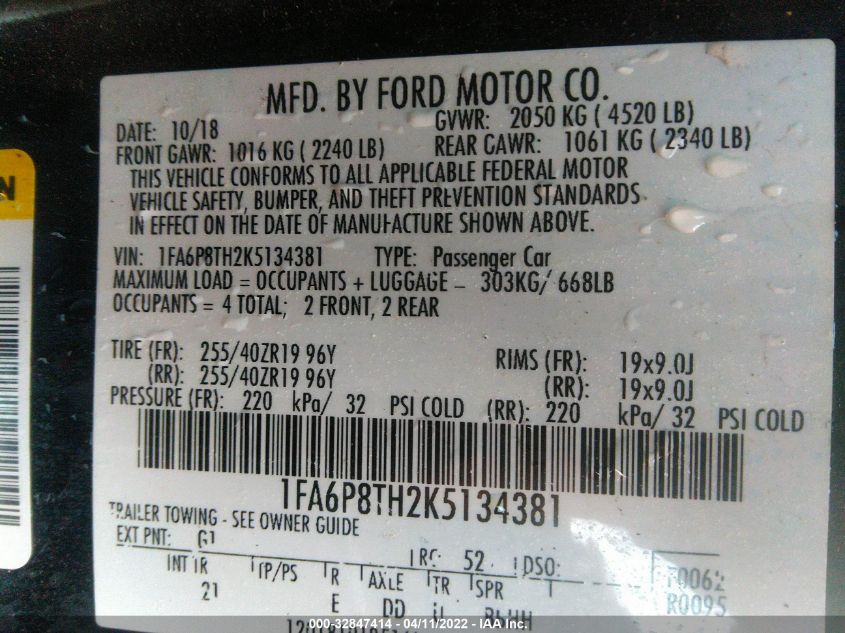 MFD. BY FORD MOTOR CO.
DATE: 10/18 GVWR: 2050 KG ( 4520 LB)
FRONT GAWR: 1016 KG ( 2240 LB) REAR GAWR: 1061 KG ( 2340 LB)
THIS VEHICLE CONFORMS TO ALL APPLICABLE FEDERAL MOTOR
VEHICLE SAFETY, BUMPER, AND THEFT PREVENTION STANDARDS
IN EFFECT ON THE DATE OF MANUFACTURE SHOWN ABOVE.
VIN: 1FA6P8TH2K5134381 TYPE: Passenger Car
MAXIMUM LOAD = OCCUPANTS + LUGGAGE - 303KG/ 668LB
OCCUPANTS = 4 TOTAL; 2 FRONT, 2 REAR
TIRE (FR): 255/40ZR19 96Y RIMS (FR): 19x9.0J
(RR): 255/40ZR19 96Y (RR): 19x9.0J
PRESSURE (FR): 220 kPa/ 32 PSI COLD (RR): 220 kPa/ 32 PSI COLD
1FA6P8TH2K5134381
TRAILER TOWING - SEE OWNER GUIDE
EXT PNT: G1 RC: 52 DSO:
INT TR TP/PS R AXLE TR SPR T0062
21 E DD R0095
000-32847414 - 04/11/2022 - IAA Inc.